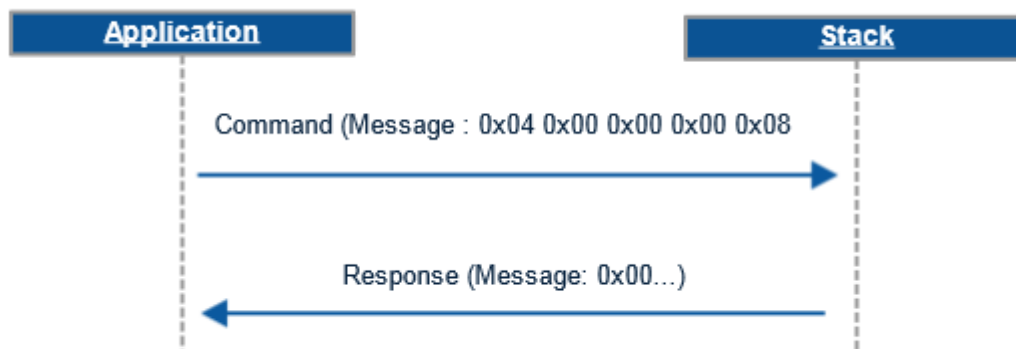 Application
Stack
Command (Message : 0x04 0x00 0x00 0x00 0x08
Response (Message: 0x00...)